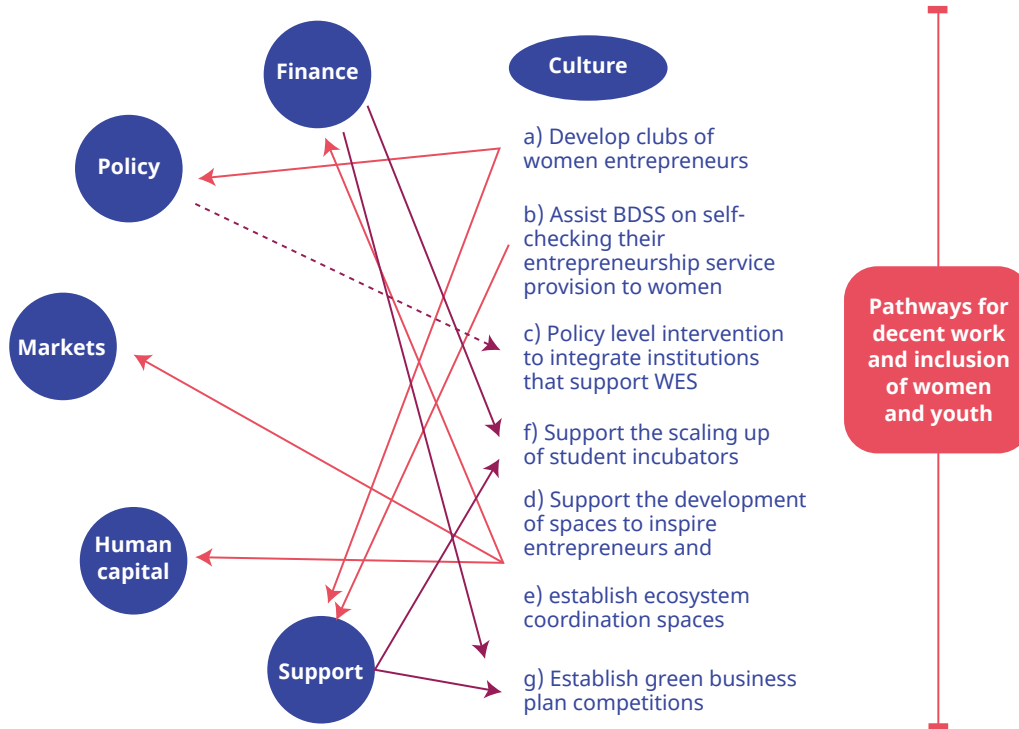 Finance
Culture
Policy
Markets
Human
capital
Support
a) Develop clubs of
women entrepreneurs
b) Assist BDSS on self-
checking their
entrepreneurship service
provision to women
c) Policy level intervention
to integrate institutions
that support WES
f) Support the scaling up
of student incubators
d) Support the development
of spaces to inspire
entrepreneurs and
e) establish ecosystem
coordination spaces
g) Establish green business
plan competitions
Pathways for
decent work
and inclusion
of women
and youth